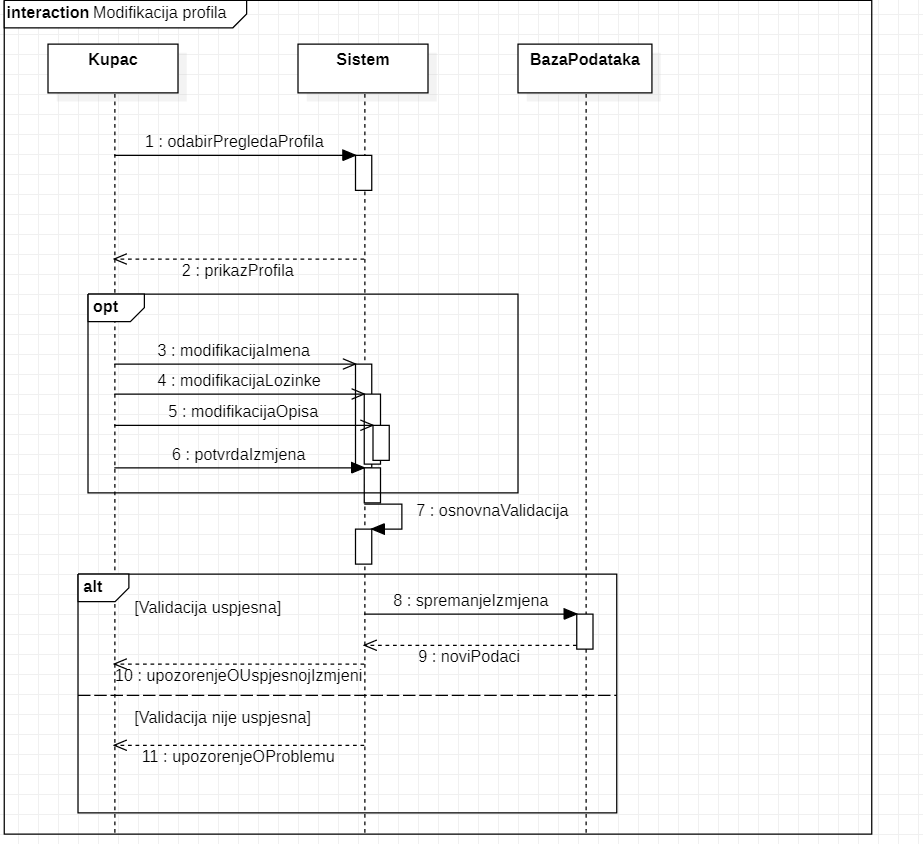 interaction Modifikacija profila
Kupac
Sistem
BazaPodataka
1 : odabirPregledaProfila
2 : prikazProfila
opt
3 : modifikacijaImena
4 : modifikacijaLozinke
5 : modifikacijaOpisa
6 : potvrdaIzmjena
7 : osnovnaValidacija
alt
[Validacija uspjesna]
8 : spremanjeIzmjena
9 : noviPodaci
10 : upozorenjeOUspjesnojIzmjeni
[Validacija nije uspjesna]
11 : upozorenjeOProblemu